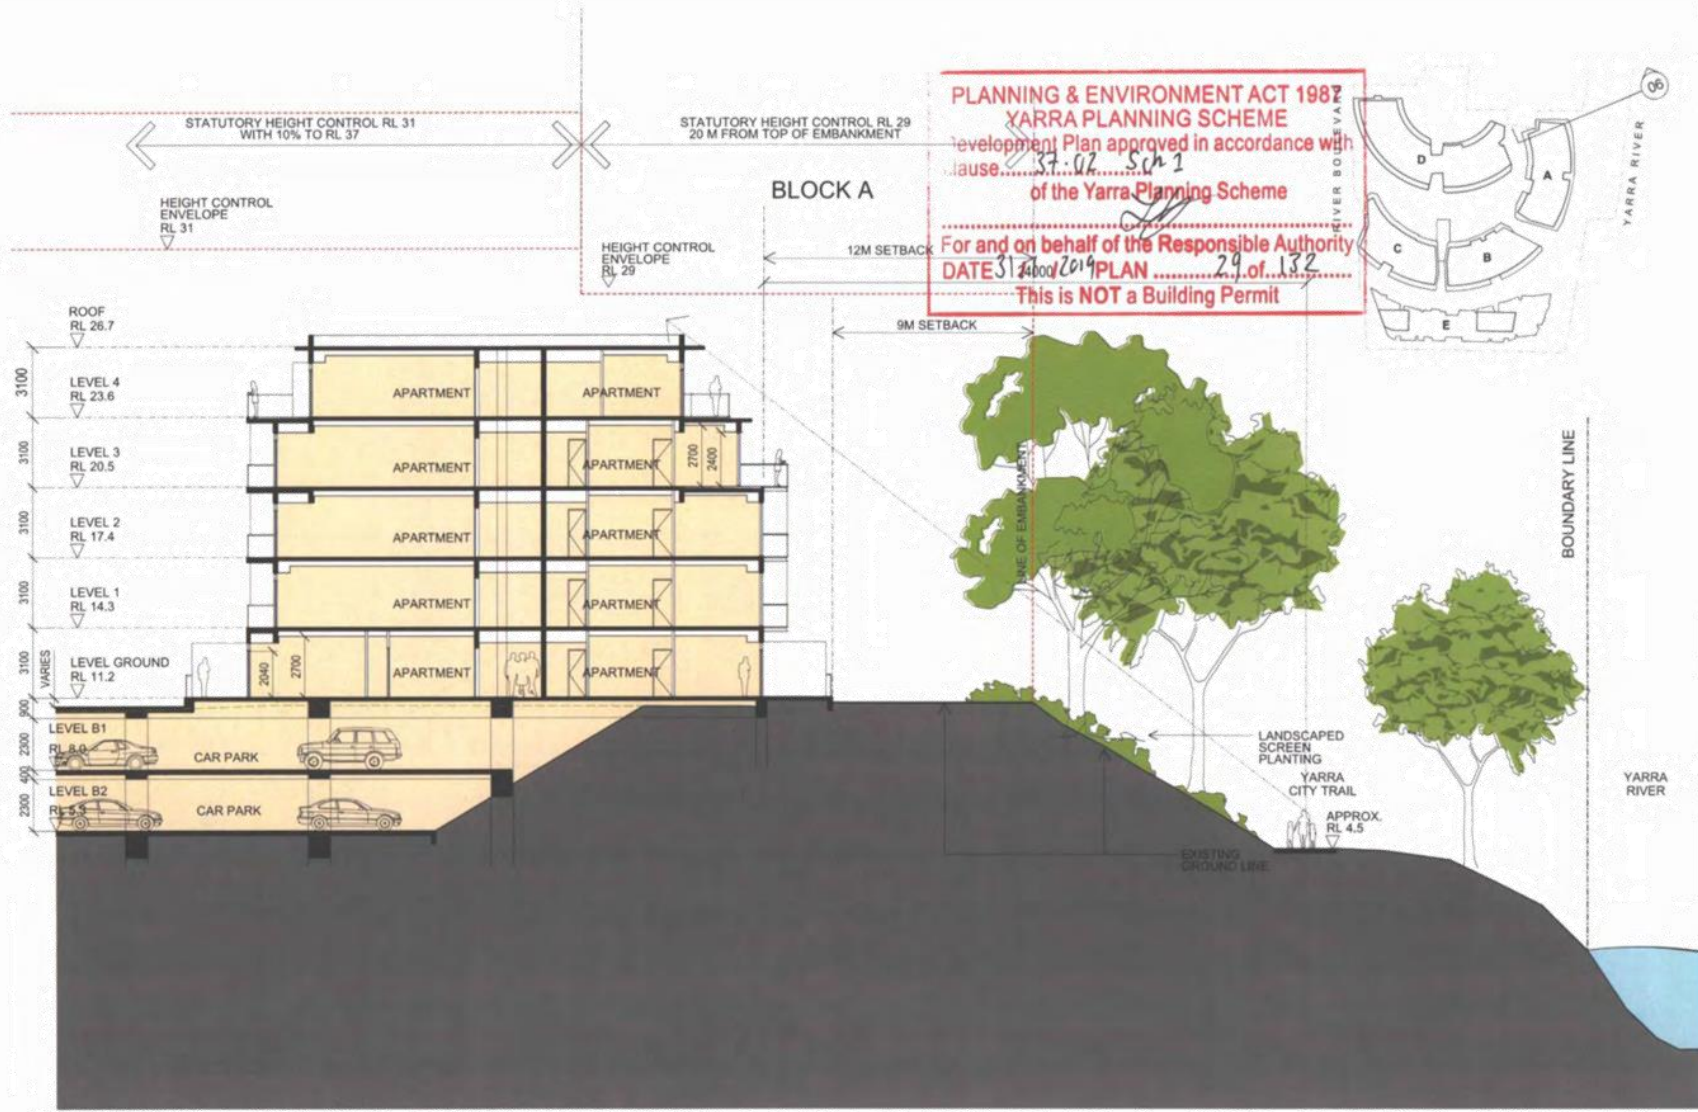 STATUTORY HEIGHT CONTROL RL 31
WITH 10% TO RL 37
STATUTORY HEIGHT CONTROL RL 29
20 M FROM TOP OF EMBANKMENT
PLANNING & ENVIRONMENT ACT 1987
YARRA PLANNING SCHEME
evelopment Plan approved in accordance with
lause 37.02 Sch 1
of the Yarra Planning Scheme
For and on behalf of the Responsible Authority
DATE 2019 PLAN 29 of 132
This is NOT a Building Permit
RIVER BOULEVARD
YARRA RIVER
06
D
A
C
B
E
BLOCK A
HEIGHT CONTROL
ENVELOPE
RL 31
HEIGHT CONTROL
ENVELOPE
RL 29
12M SETBACK
24000
9M SETBACK
ROOF
RL 26.7
3100
LEVEL 4
RL 23.6
APARTMENT
APARTMENT
3100
LEVEL 3
RL 20.5
APARTMENT
APARTMENT
2700
2400
3100
LEVEL 2
RL 17.4
APARTMENT
APARTMENT
3100
LEVEL 1
RL 14.3
APARTMENT
APARTMENT
3100
VARIES
LEVEL GROUND
RL 11.2
2040
2700
APARTMENT
APARTMENT
900
LEVEL B1
RL 8.0
2300
CAR PARK
400
LEVEL B2
2300
CAR PARK
LINE OF EMBANKMENT
BOUNDARY LINE
LANDSCAPED
SCREEN
PLANTING
YARRA
CITY TRAIL
APPROX.
RL 4.5
EXISTING
GROUND LINE
YARRA
RIVER